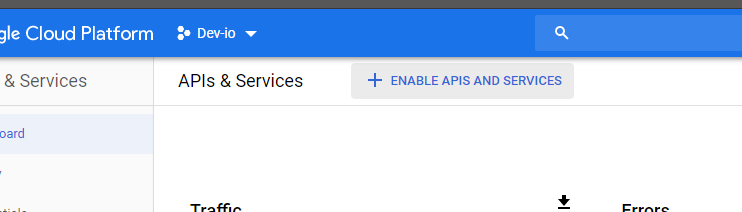 gle Cloud Platform Dev-io
& Services
APIs & Services
ENABLE APIS AND SERVICES
oard
Traffic
Errors